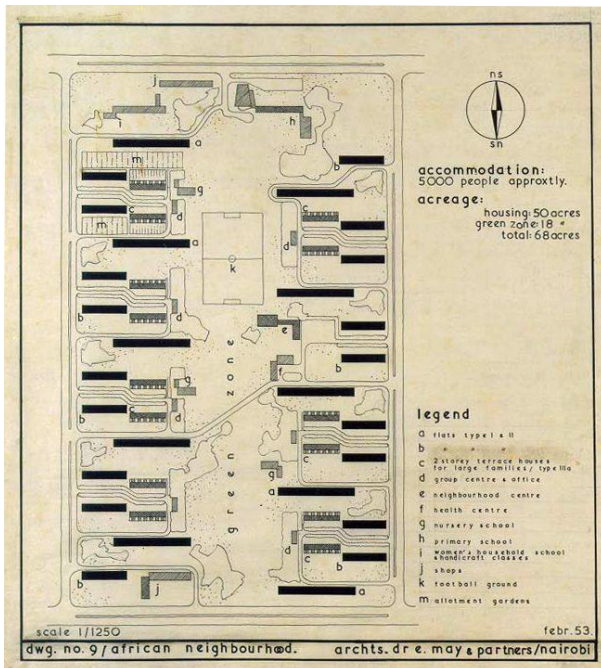 ns
sn
accommodation:
5000 people approxtly.
acreage:
housing: 50 acres
green zone: 18 "
total: 68 acres
j
i
h
a
m
b
g
c
d
m
c
d
a
k
b
d
e
g
f
b
b
c
d
green zone
c
g
a
d
c
b
b
j
a
legend
a flats type I & II
b " " "
c 2 storey terrace houses
for large families/type IIIa
d group centre & office
e neighbourhood centre
f health centre
g nursery school
h primary school
i women's household school
& handicraft classes
j shops
k football ground
m allotment gardens
scale 1/1250
febr. 53.
dwg. no. 9/african neighbourhood. archts. dr e. may & partners/nairobi